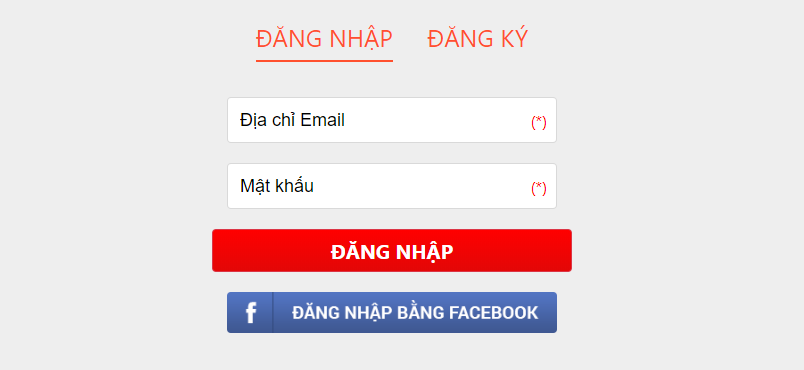 ĐĂNG NHẬP ĐĂNG KÝ
Địa chỉ Email (*)
Mật khẩu (*)
ĐĂNG NHẬP
f ĐĂNG NHẬP BẰNG FACEBOOK